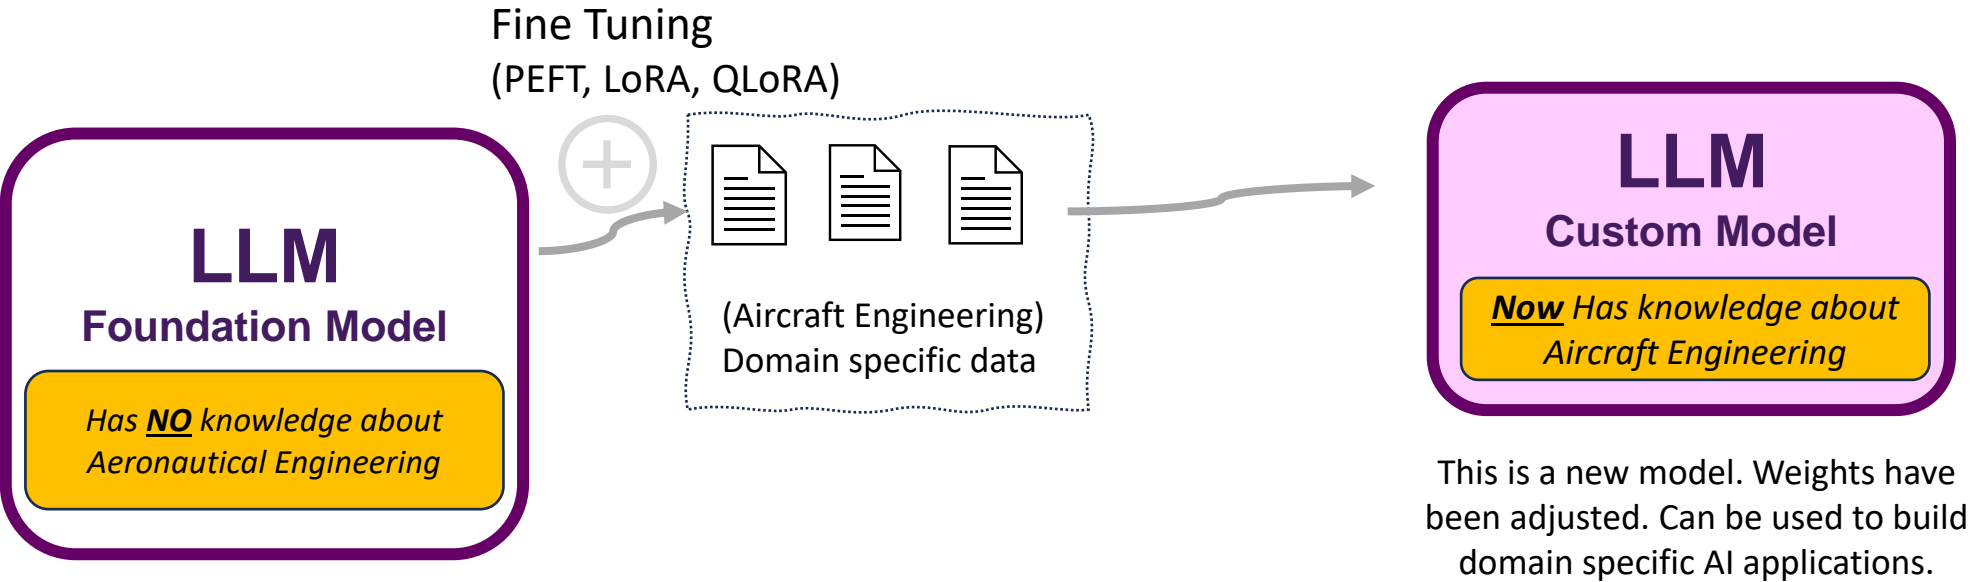 Fine Tuning
(PEFT, LoRA, QLoRA)
LLM
Foundation Model
Has NO knowledge about
Aeronautical Engineering
(Aircraft Engineering)
Domain specific data
LLM
Custom Model
Now Has knowledge about
Aircraft Engineering
This is a new model. Weights have
been adjusted. Can be used to build
domain specific AI applications.